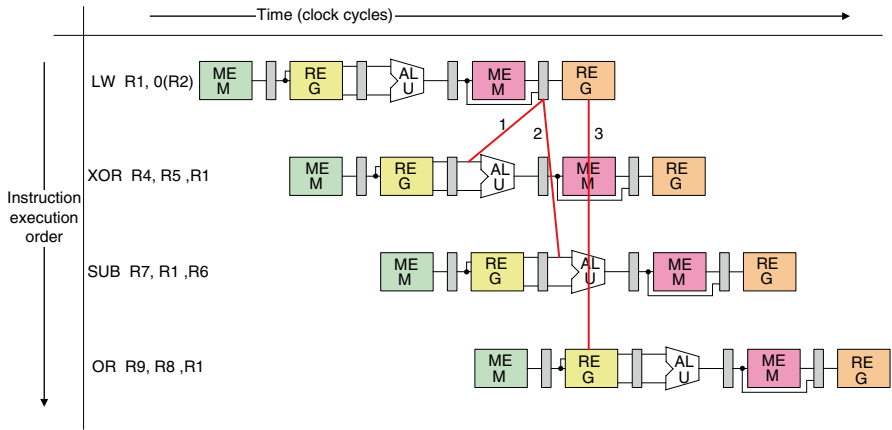 Time (clock cycles)
LW R1, 0(R2)
ME
M
RE
G
AL
U
ME
M
RE
G
1
2
3
XOR R4, R5 ,R1
ME
M
RE
G
AL
U
ME
M
RE
G
Instruction
execution
order
SUB R7, R1 ,R6
ME
M
RE
G
AL
U
ME
M
RE
G
OR R9, R8 ,R1
ME
M
RE
G
AL
U
ME
M
RE
G